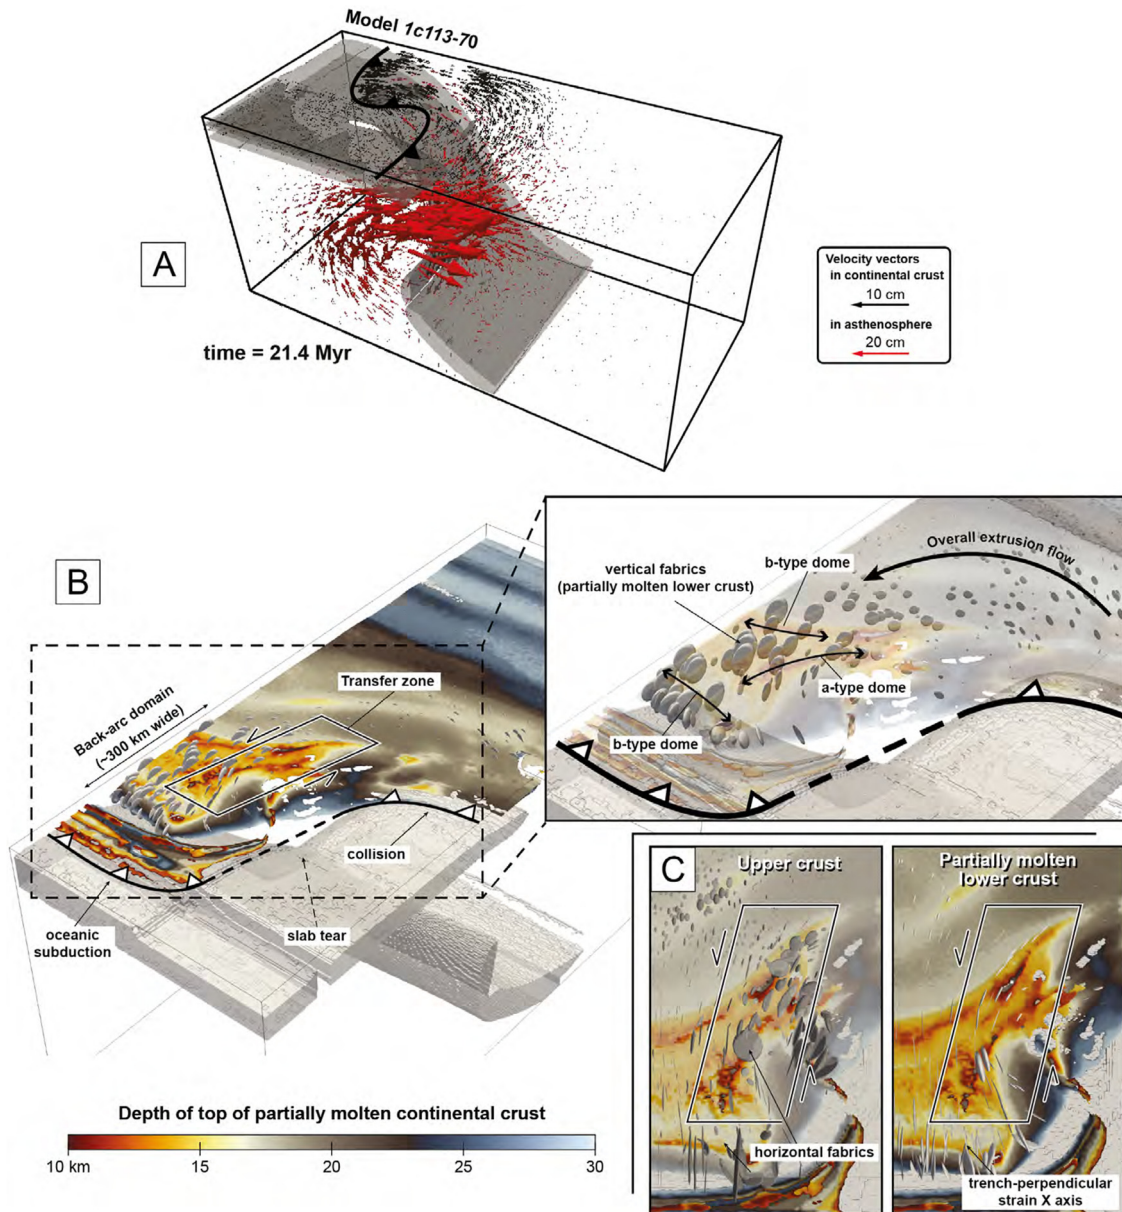 Model 1c113-70
A
time = 21.4 Myr
Velocity vectors
in continental crust
10 cm
in asthenosphere
20 cm
B
Back-arc domain
(~300 km wide)
Transfer zone
collision
oceanic
subduction
slab tear
Overall extrusion flow
b-type dome
vertical fabrics
(partially molten lower crust)
a-type dome
b-type dome
Depth of top of partially molten continental crust
10 km
15
20
25
30
C
Upper crust
Partially molten
lower crust
horizontal fabrics
trench-perpendicular
strain X axis